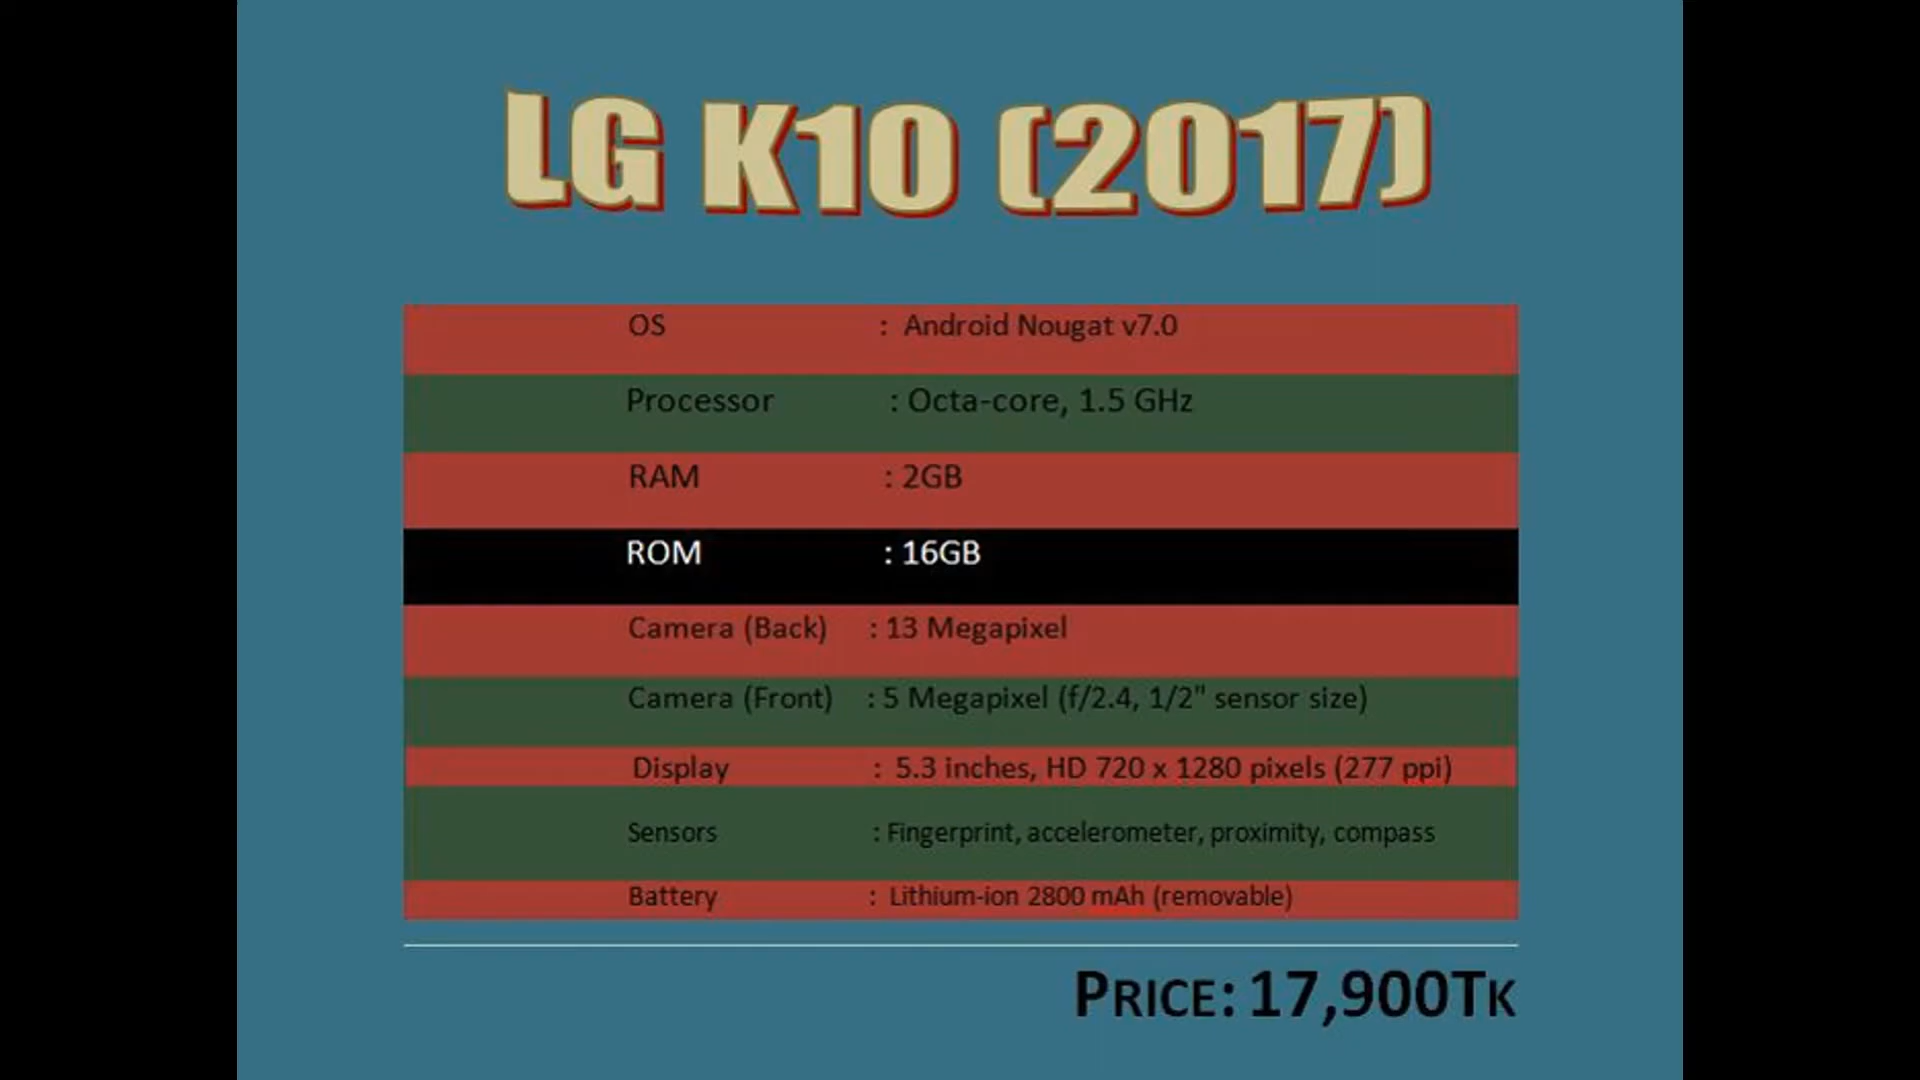 LG K10 (2017)
OS : Android Nougat v7.0
Processor : Octa-core, 1.5 GHz
RAM : 2GB
ROM : 16GB
Camera (Back) : 13 Megapixel
Camera (Front) : 5 Megapixel (f/2.4, 1/2" sensor size)
Display : 5.3 inches, HD 720 x 1280 pixels (277 ppi)
Sensors : Fingerprint, accelerometer, proximity, compass
Battery : Lithium-ion 2800 mAh (removable)
PRICE: 17,900TK